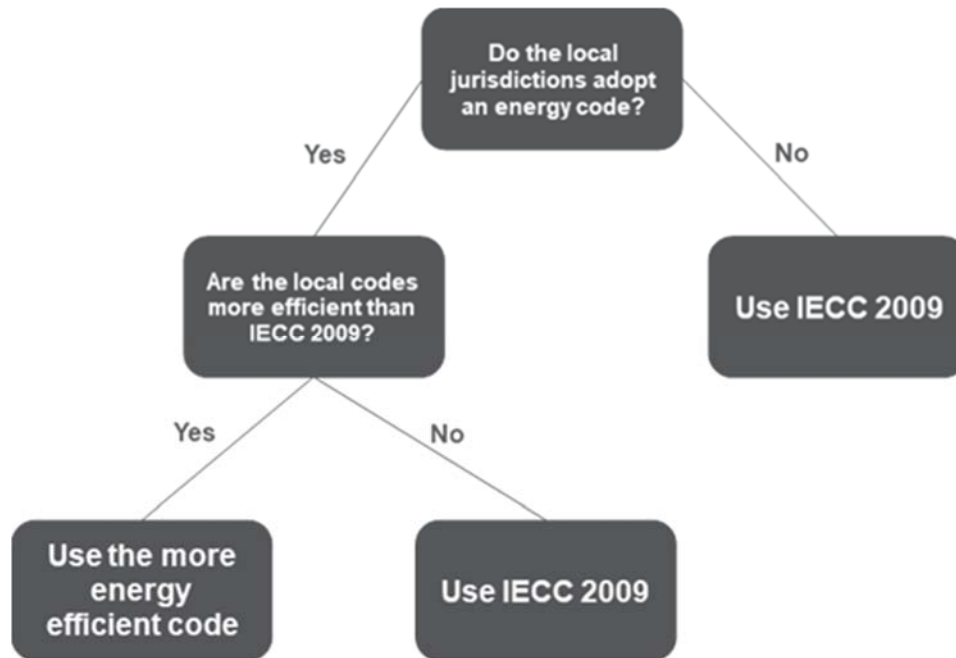 Do the local
jurisdictions adopt
an energy code?
Yes
No
Are the local codes
more efficient than
IECC 2009?
Use IECC 2009
Yes
No
Use the more
energy
efficient code
Use IECC 2009